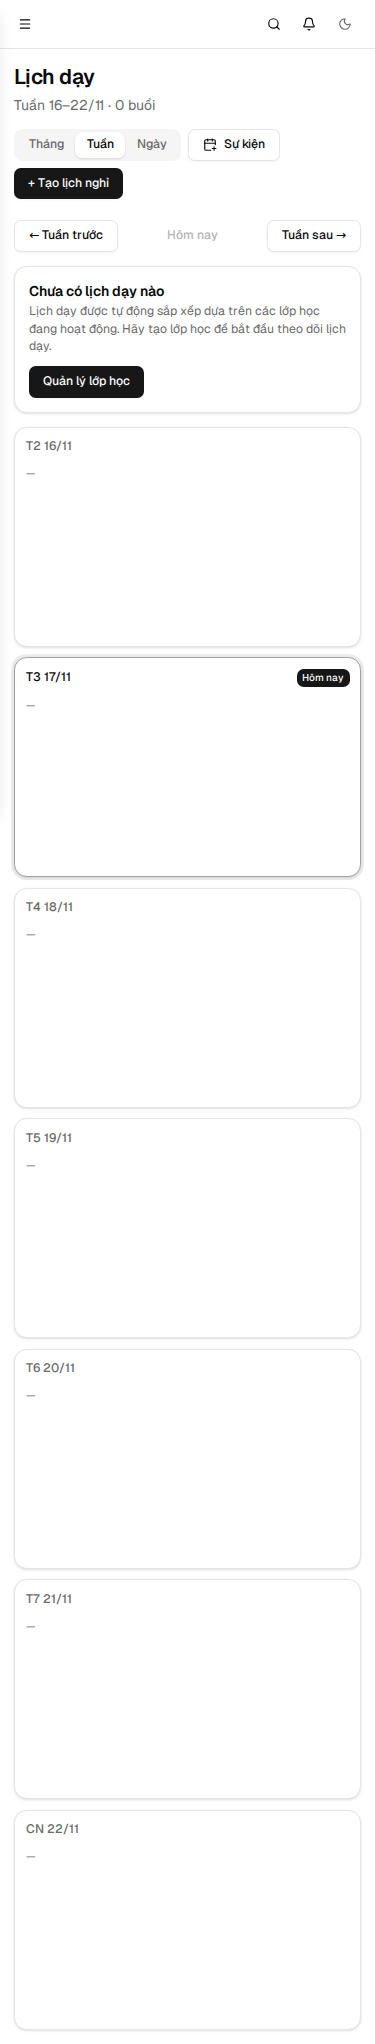 Lịch dạy
Tuần 16–22/11 · 0 buổi
Tháng Tuần Ngày Sự kiện
+ Tạo lịch nghỉ
← Tuần trước Hôm nay Tuần sau →
Chưa có lịch dạy nào
Lịch dạy được tự động sắp xếp dựa trên các lớp học
đang hoạt động. Hãy tạo lớp học để bắt đầu theo dõi lịch
dạy.
Quản lý lớp học
T2 16/11
—
T3 17/11 Hôm nay
—
T4 18/11
—
T5 19/11
—
T6 20/11
—
T7 21/11
—
CN 22/11
—